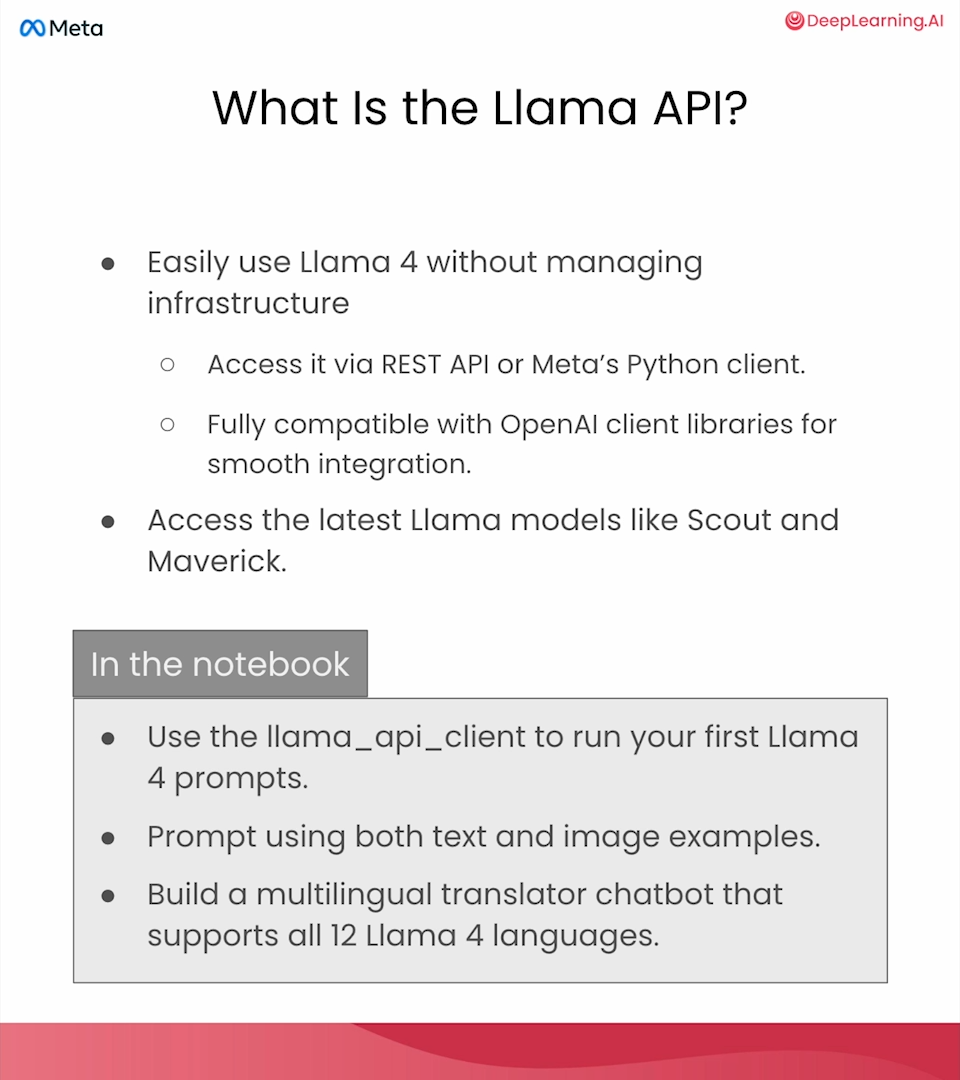 Meta
DeepLearning.AI
What Is the Llama API?
● Easily use Llama 4 without managing
infrastructure
○ Access it via REST API or Meta’s Python client.
○ Fully compatible with OpenAI client libraries for
smooth integration.
● Access the latest Llama models like Scout and
Maverick.
In the notebook
● Use the llama_api_client to run your first Llama
4 prompts.
● Prompt using both text and image examples.
● Build a multilingual translator chatbot that
supports all 12 Llama 4 languages.